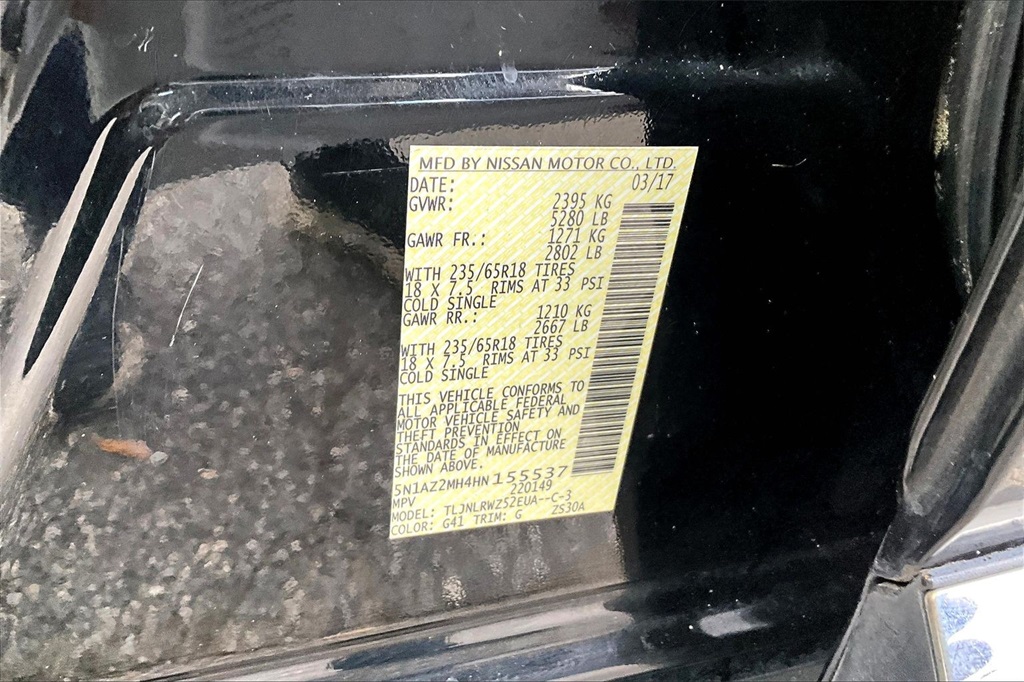 MFD BY NISSAN MOTOR CO., LTD.
DATE: 03/17
GVWR: 2395 KG
5280 LB
GAWR FR.: 1271 KG
2802 LB
WITH 235/65R18 TIRES
18 X 7.5 RIMS AT 33 PSI
COLD SINGLE
GAWR RR.: 1210 KG
2667 LB
WITH 235/65R18 TIRES
18 X 7.5 RIMS AT 33 PSI
COLD SINGLE
THIS VEHICLE CONFORMS TO
ALL APPLICABLE FEDERAL
MOTOR VEHICLE SAFETY AND
THEFT PREVENTION
STANDARDS IN EFFECT ON
THE DATE OF MANUFACTURE
SHOWN ABOVE.
5N1AZ2MH4HN155537
MPV 220149
MODEL: TLJNLRWZ52EUA--C-3
COLOR: G41 TRIM: G ZS30A